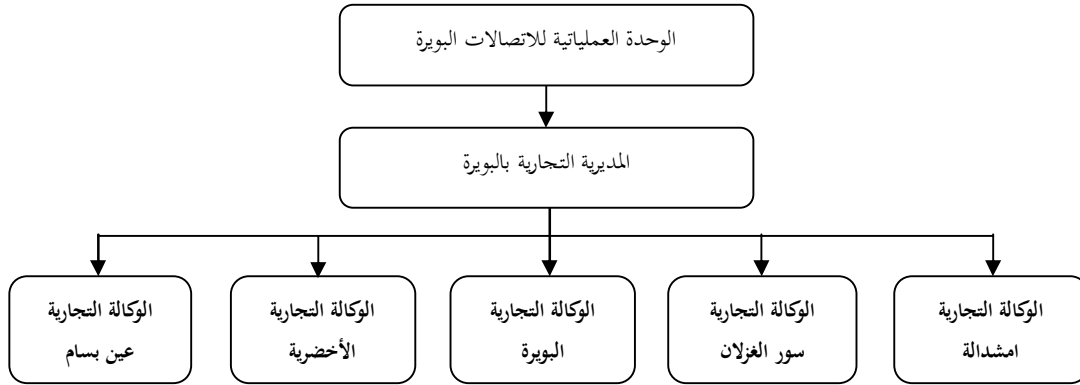 الوحدة العملياتية للاتصالات البويرة
المديرية التجارية بالبويرة
الوكالة التجارية
امشدالة
الوكالة التجارية
سور الغزلان
الوكالة التجارية
البويرة
الوكالة التجارية
الأخضرية
الوكالة التجارية
عين بسام